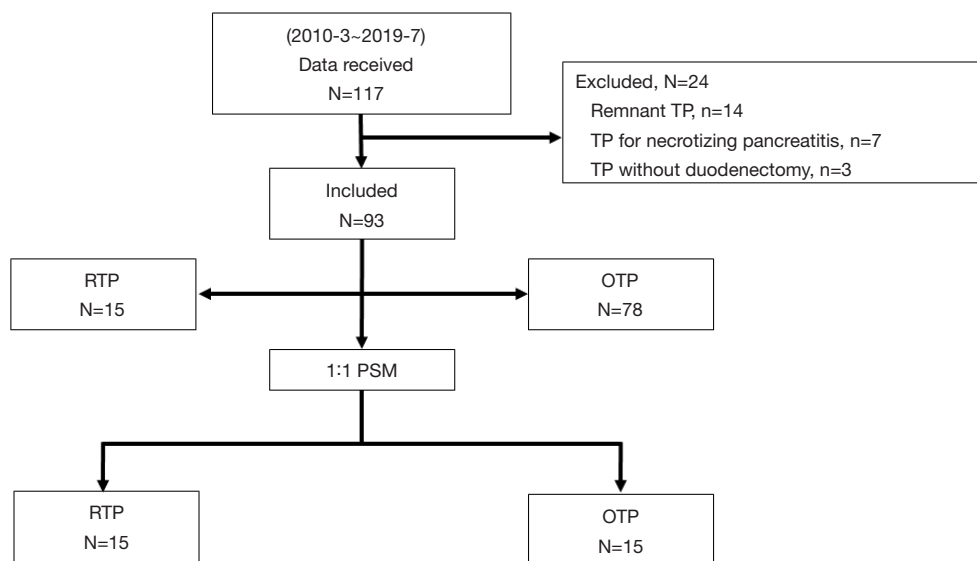 (2010-3~2019-7)
Data received
N=117
Excluded, N=24
Remnant TP, n=14
TP for necrotizing pancreatitis, n=7
TP without duodenectomy, n=3
Included
N=93
RTP
N=15
OTP
N=78
1:1 PSM
RTP
N=15
OTP
N=15